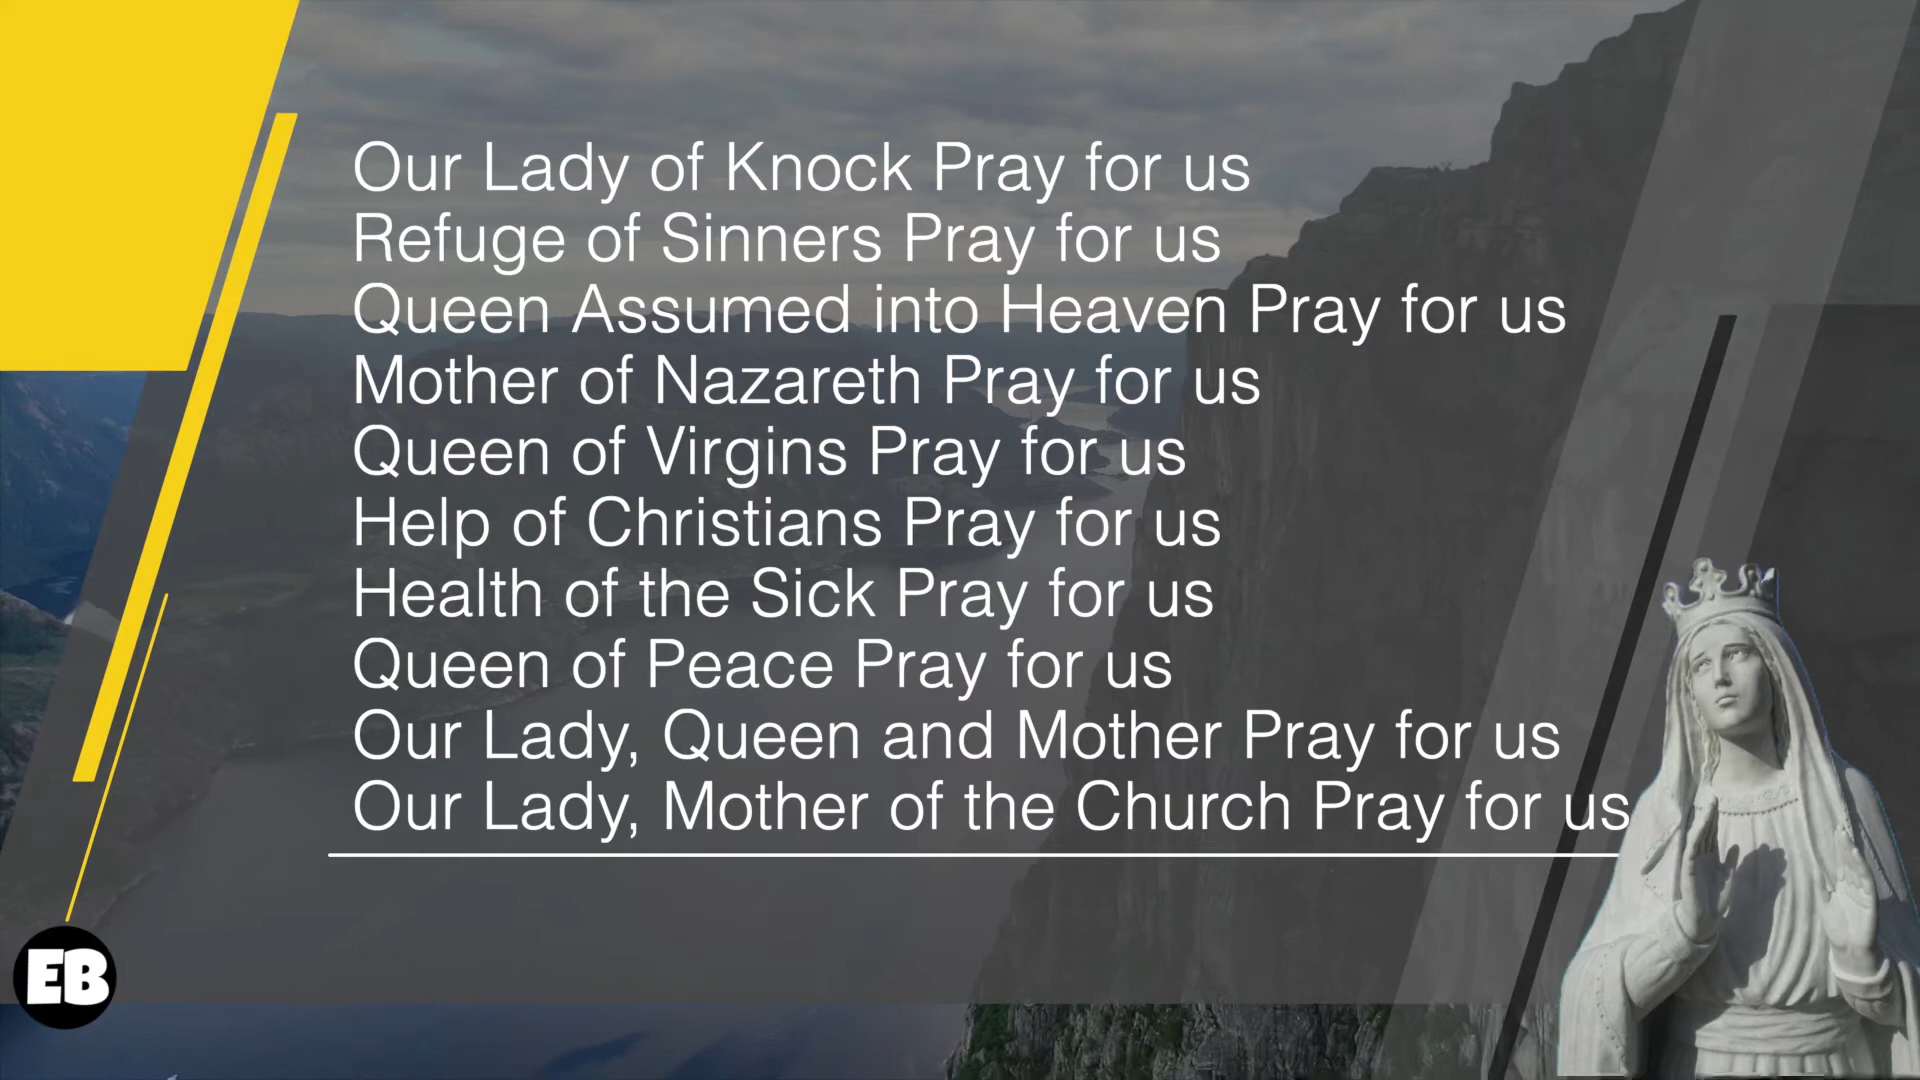 Our Lady of Knock Pray for us
Refuge of Sinners Pray for us
Queen Assumed into Heaven Pray for us
Mother of Nazareth Pray for us
Queen of Virgins Pray for us
Help of Christians Pray for us
Health of the Sick Pray for us
Queen of Peace Pray for us
Our Lady, Queen and Mother Pray for us
Our Lady, Mother of the Church Pray for us
EB